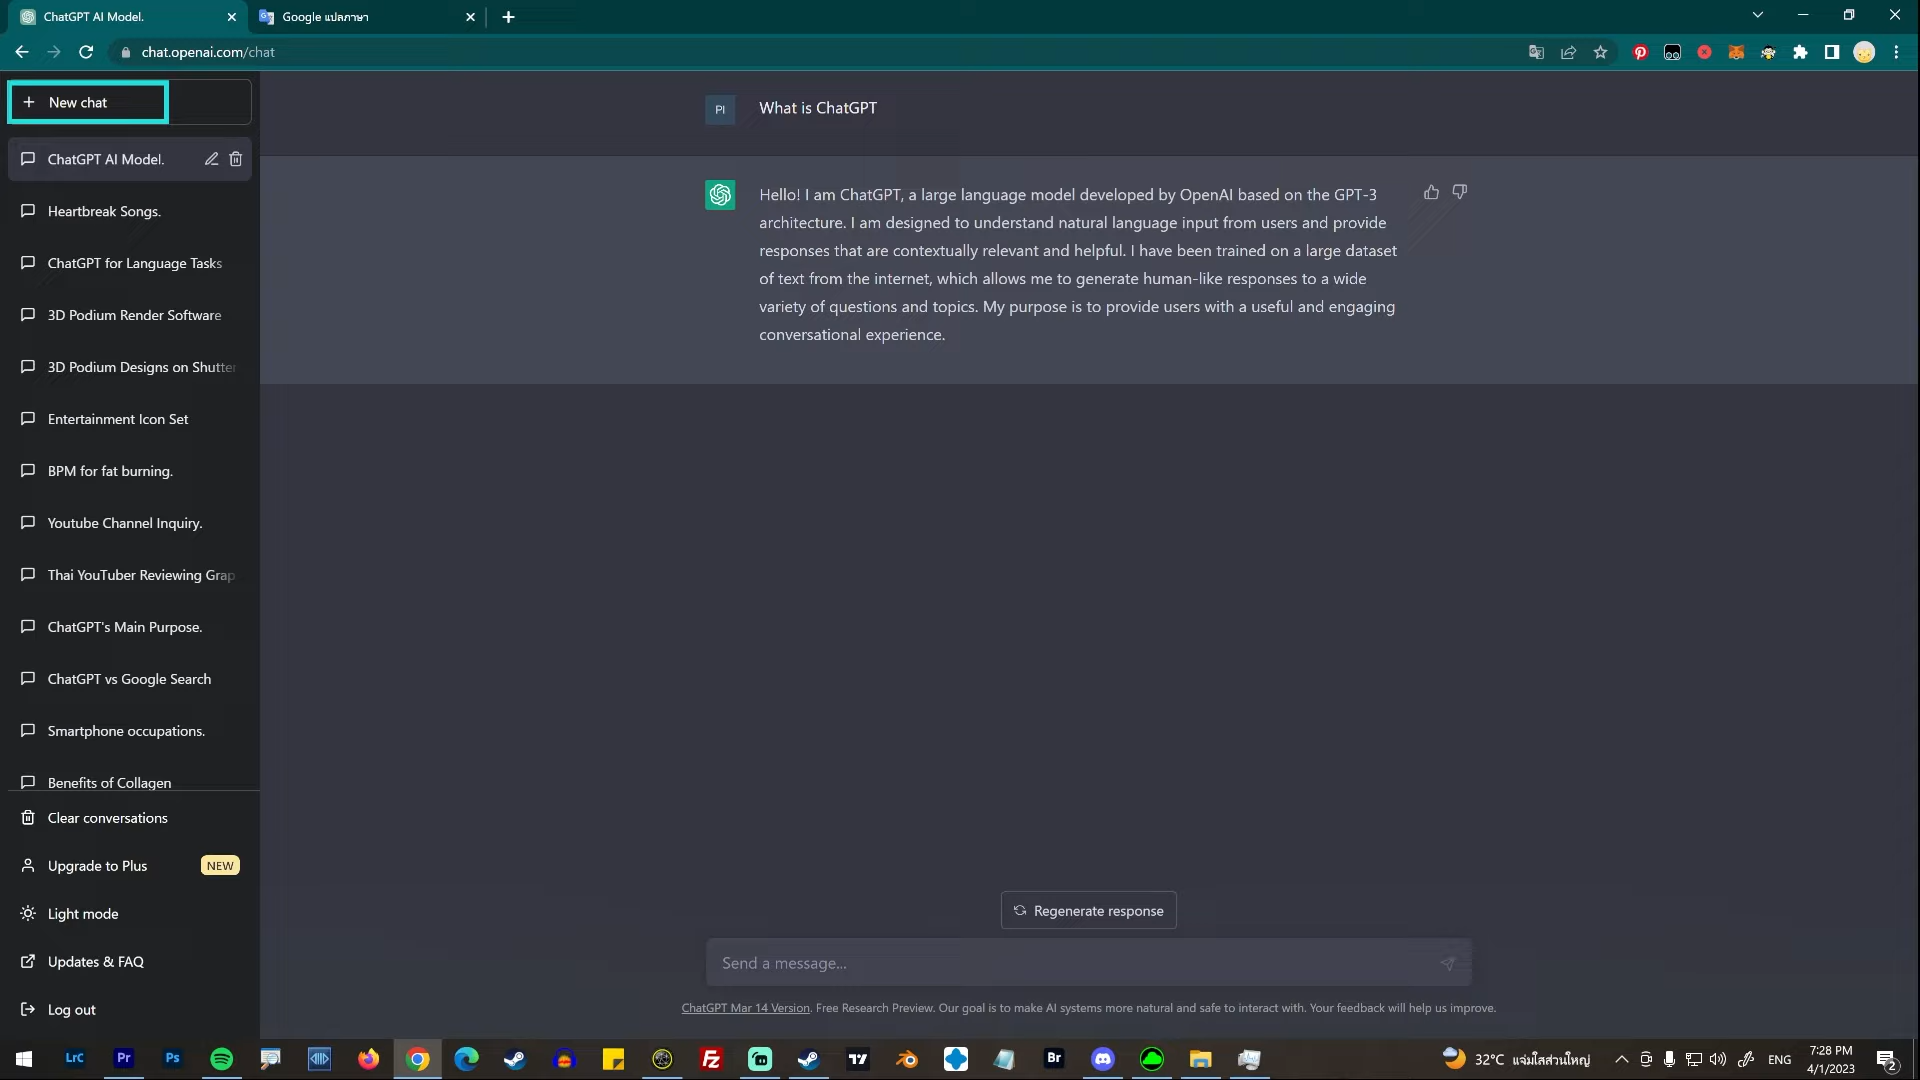 ChatGPT AI Model.
Google แปลภาษา
chat.openai.com/chat
New chat
ChatGPT AI Model.
Heartbreak Songs.
ChatGPT for Language Tasks
3D Podium Render Software
3D Podium Designs on Shutter
Entertainment Icon Set
BPM for fat burning.
Youtube Channel Inquiry.
Thai YouTuber Reviewing Grap
ChatGPT's Main Purpose.
ChatGPT vs Google Search
Smartphone occupations.
Benefits of Collagen
Clear conversations
Upgrade to Plus NEW
Light mode
Updates & FAQ
Log out
PI What is ChatGPT
Hello! I am ChatGPT, a large language model developed by OpenAI based on the GPT-3
architecture. I am designed to understand natural language input from users and provide
responses that are contextually relevant and helpful. I have been trained on a large dataset
of text from the internet, which allows me to generate human-like responses to a wide
variety of questions and topics. My purpose is to provide users with a useful and engaging
conversational experience.
Regenerate response
Send a message...
ChatGPT Mar 14 Version. Free Research Preview. Our goal is to make AI systems more natural and safe to interact with. Your feedback will help us improve.
LrC Pr Ps FZ Br 32°C แจ่มใสส่วนใหญ่ ENG
7:28 PM
4/1/2023
2